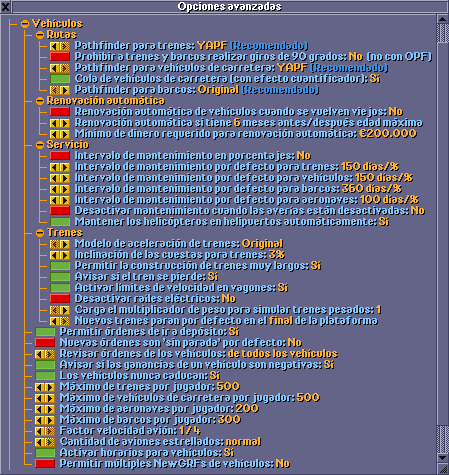 Opciones avanzadas
Vehículos
Rutas
Pathfinder para trenes: YAPF (Recomendado)
Prohibir a trenes y barcos realizar giros de 90 grados: No (no con OPF)
Pathfinder para vehículos de carretera: YAPF (Recomendado)
Cola de vehículos de carretera (con efecto cuantificador): Sí
Pathfinder para barcos: Original (Recomendado)
Renovación automática
Renovación automática de vehículos cuando se vuelven viejos: No
Renovación automática si tiene 6 meses antes/después edad máxima
Mínimo de dinero requerido para renovación automática: €200.000
Servicio
Intervalo de mantenimiento en porcentajes: No
Intervalo de mantenimiento por defecto para trenes: 150 días/%
Intervalo de mantenimiento por defecto para vehículos: 150 días/%
Intervalo de mantenimiento por defecto para barcos: 360 días/%
Intervalo de mantenimiento por defecto para aeronaves: 100 días/%
Desactivar mantenimiento cuando las averías están desactivadas: No
Mantener los helicópteros en helipuertos automáticamente: Sí
Trenes
Modelo de aceleración de trenes: Original
Inclinación de las cuestas para trenes: 3%
Permitir la construcción de trenes muy largos: Sí
Avisar si el tren se pierde: Sí
Activar límites de velocidad en vagones: Sí
Desactivar raíles eléctricos: No
Carga el multiplicador de peso para simular trenes pesados: 1
Nuevos trenes paran por defecto en el final de la plataforma
Permitir órdenes de ir a depósito: Sí
Nuevas órdenes son 'sin parada' por defecto: No
Revisar órdenes de los vehículos: de todos los vehículos
Avisar si las ganancias de un vehículo son negativas: Sí
Los vehículos nunca caducan: Sí
Máximo de trenes por jugador: 500
Máximo de vehículos de carretera por jugador: 500
Máximo de aeronaves por jugador: 200
Máximo de barcos por jugador: 300
Factor velocidad avión: 1/4
Cantidad de aviones estrellados: normal
Activar horarios para vehículos: Sí
Permitir múltiples NewGRFs de vehículos: No